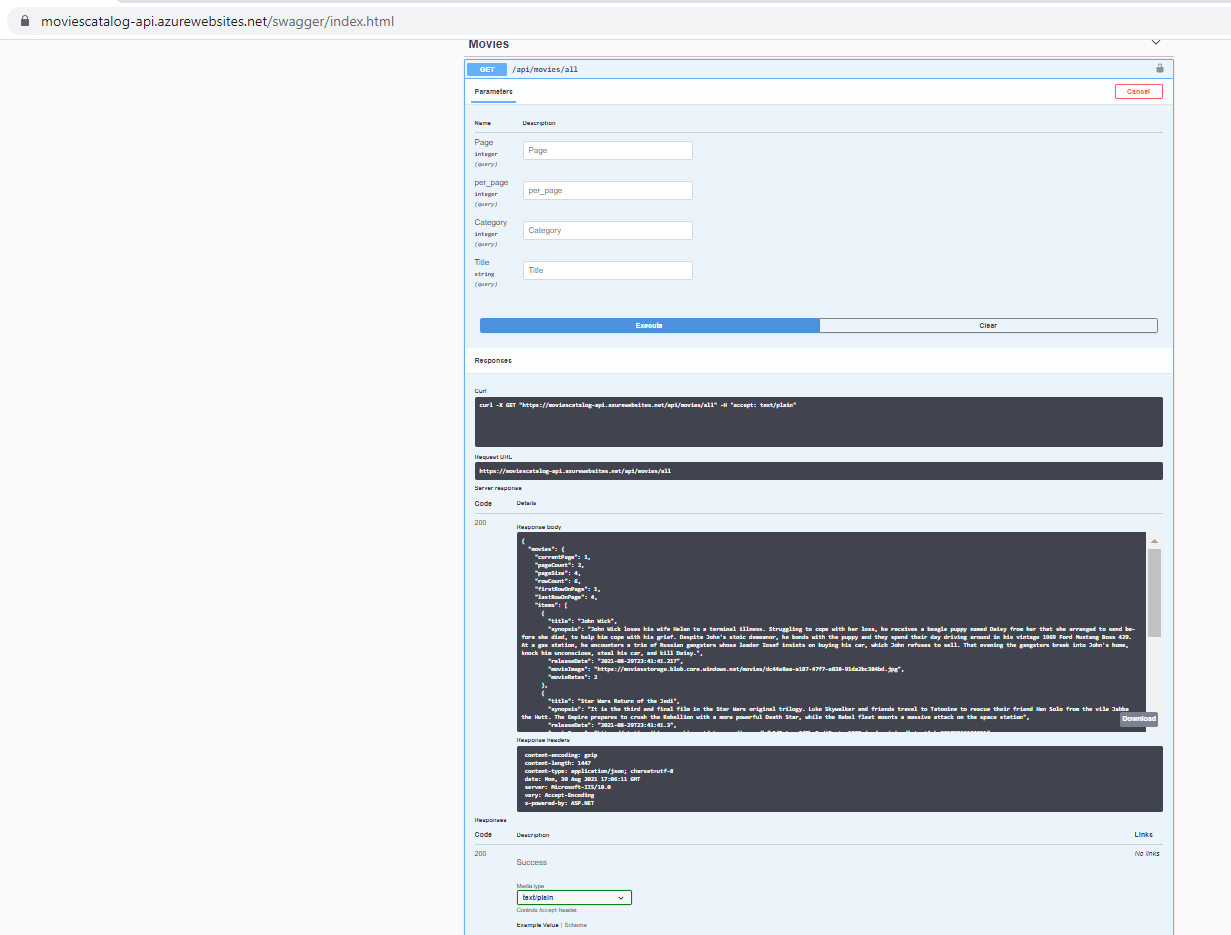 moviescatalog-api.azurewebsites.net/swagger/index.html
Movies
GET /api/movies/all
Parameters
Cancel
Name Description
Page
integer
(query)
Page
per_page
integer
(query)
per_page
Category
integer
(query)
Category
Title
string
(query)
Title
Execute Clear
Responses
Curl
curl -X GET "https://moviescatalog-api.azurewebsites.net/api/movies/all" -H "accept: text/plain"
Request URL
https://moviescatalog-api.azurewebsites.net/api/movies/all
Server response
Code Details
200
Response body
{
"movies": {
"currentPage": 1,
"pageCount": 2,
"pageSize": 4,
"rowCount": 6,
"firstRowOnPage": 1,
"lastRowOnPage": 4,
"items": [
{
"title": "John Wick",
"synopsis": "John Wick loses his wife Helen to a terminal illness. Struggling to cope with her loss, he receives a beagle puppy named Daisy from her that she arranged to send be-
fore she died, to help him cope with his grief. Despite John's stoic demeanor, he bonds with the puppy and they spend their day driving around in his vintage 1969 Ford Mustang Boss 429.
At a gas station, he encounters a trio of Russian gangsters whose leader Iosef insists on buying his car, which John refuses to sell. That evening the gangsters break into John's home,
knock him unconscious, steal his car, and kill Daisy.",
"releaseDate": "2021-08-29T23:41:41.217",
"movieImage": "https://moviesstorage.blob.core.windows.net/movies/
"movieRates": 2
},
{
"title": "Star Wars Return of the Jedi",
"synopsis": "It is the third and final film in the Star Wars original trilogy. Luke Skywalker and friends travel to Tatooine to rescue their friend Han Solo from the vile Jabba
the Hutt. The Empire prepares to crush the Rebellion with a more powerful Death Star, while the Rebel fleet mounts a massive attack on the space station",
"releaseDate": "2021-08-29T23:41:41.3",
Download
Response headers
content-encoding: gzip
content-length: 1447
content-type: application/json; charset=utf-8
date: Mon, 30 Aug 2021 17:06:11 GMT
server: Microsoft-IIS/10.0
vary: Accept-Encoding
x-powered-by: ASP.NET
Responses
Code Description Links
200
Success
No links
Media type
text/plain
Controls Accept header.
Example Value | Schema